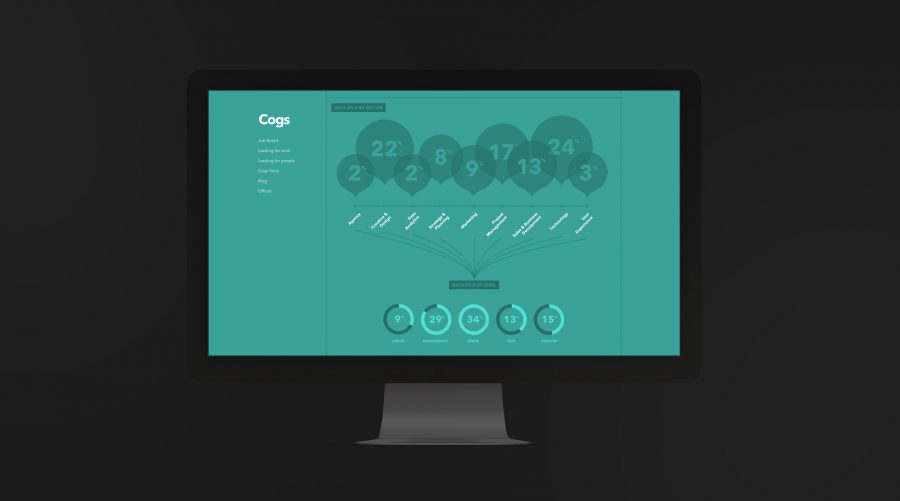 Cogs
Job Board
Looking for work
Looking for people
Cogs Store
Blog
Offices
DATA SPLIT BY SECTOR
2%
22%
2%
8%
9%
17%
13%
24%
3%
Agency
Creative &
Design
Data
Analytics
Strategy &
Planning
Marketing
Project
Management
Sales & Business
Development
Technology
User
Experience
DATA SPLIT BY LEVEL
9%
29%
34%
13%
15%
JUNIOR
MIDDLEWEIGHT
SENIOR
LEAD
DIRECTOR